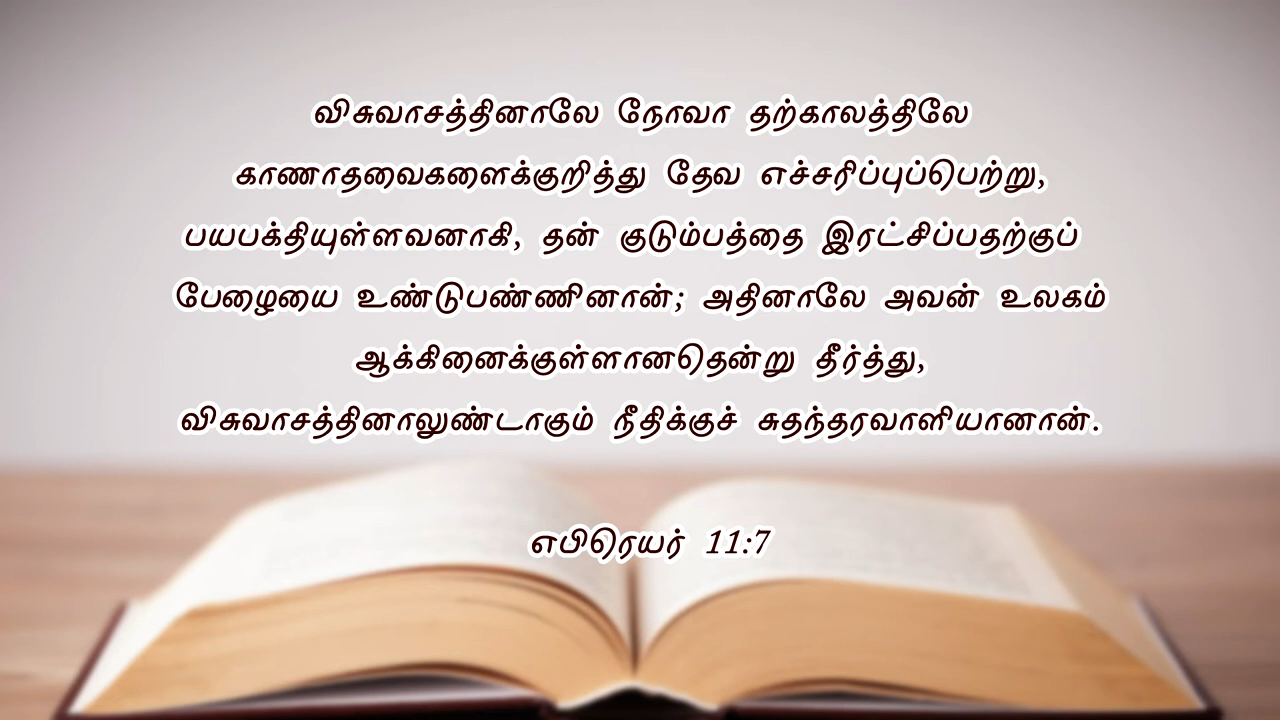 விசுவாசத்தினாலே நோவா தற்காலத்திலே
காணாதவைகளைக்குறித்து தேவ எச்சரிப்புப்பெற்று,
பயபக்தியுள்ளவனாகி, தன் குடும்பத்தை இரட்சிப்பதற்குப்
பேழையை உண்டுபண்ணினான்; அதினாலே அவன் உலகம்
ஆக்கினைக்குள்ளானதென்று தீர்த்து,
விசுவாசத்தினாலுண்டாகும் நீதிக்குச் சுதந்தரவாளியானான்.
எபிரெயர் 11:7